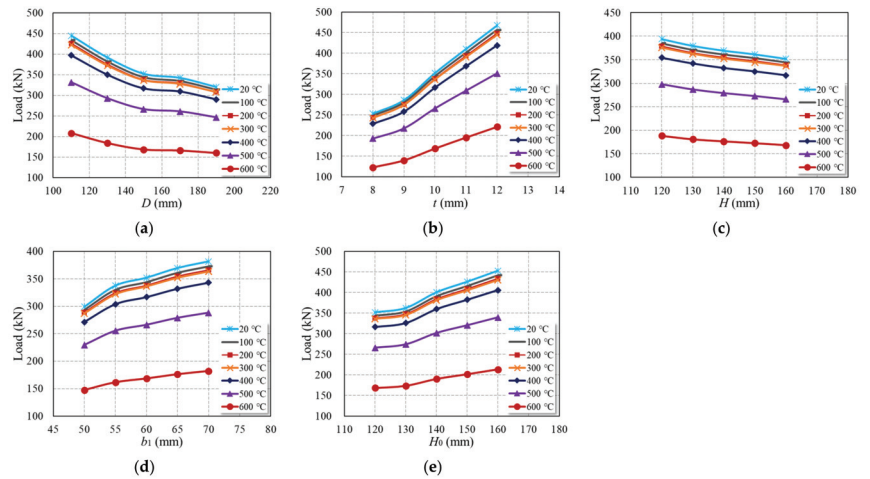 500
450
400
350
300
250
200
150
100
Load (kN)
100 120 140 160 180 200 220
D (mm)
20 °C
100 °C
200 °C
300 °C
400 °C
500 °C
600 °C
(a)
500
450
400
350
300
250
200
150
100
Load (kN)
7 8 9 10 11 12 13 14
t (mm)
20 °C
100 °C
200 °C
300 °C
400 °C
500 °C
600 °C
(b)
450
400
350
300
250
200
150
100
Load (kN)
110 120 130 140 150 160 170 180
H (mm)
20 °C
100 °C
200 °C
300 °C
400 °C
500 °C
600 °C
(c)
400
350
300
250
200
150
100
Load (kN)
45 50 55 60 65 70 75 80
b1 (mm)
20 °C
100 °C
200 °C
300 °C
400 °C
500 °C
600 °C
(d)
500
450
400
350
300
250
200
150
100
Load (kN)
110 120 130 140 150 160 170 180
H0 (mm)
20 °C
100 °C
200 °C
300 °C
400 °C
500 °C
600 °C
(e)